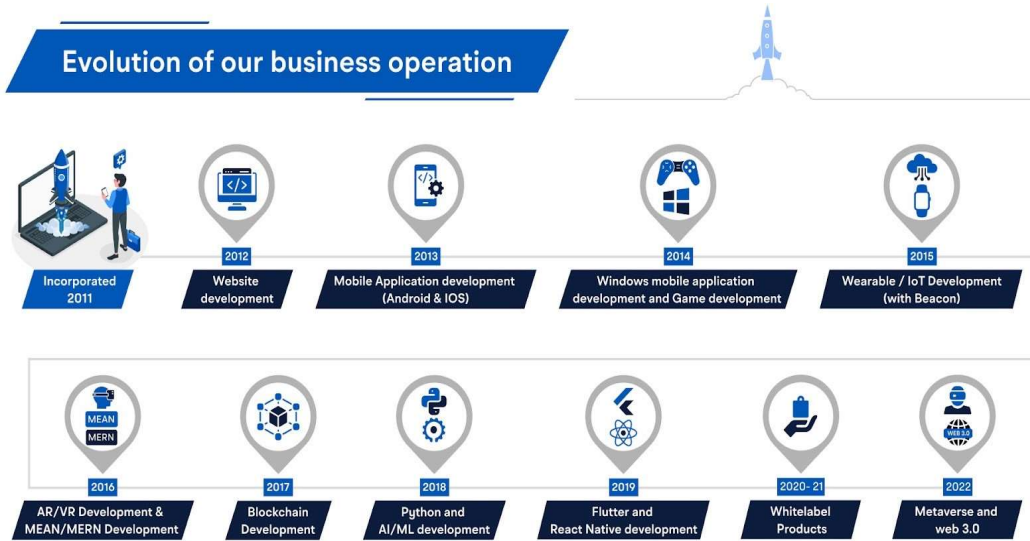 Evolution of our business operation
2012
2013
2014
2015
Incorporated
2011
Website
development
Mobile Application development
(Android & IOS)
Windows mobile application
development and Game development
Wearable / IoT Development
(with Beacon)
MEAN
MERN
WEB 3.0
2016
2017
2018
2019
2020- 21
2022
AR/VR Development &
MEAN/MERN Development
Blockchain
Development
Python and
AI/ML development
Flutter and
React Native development
Whitelabel
Products
Metaverse and
web 3.0